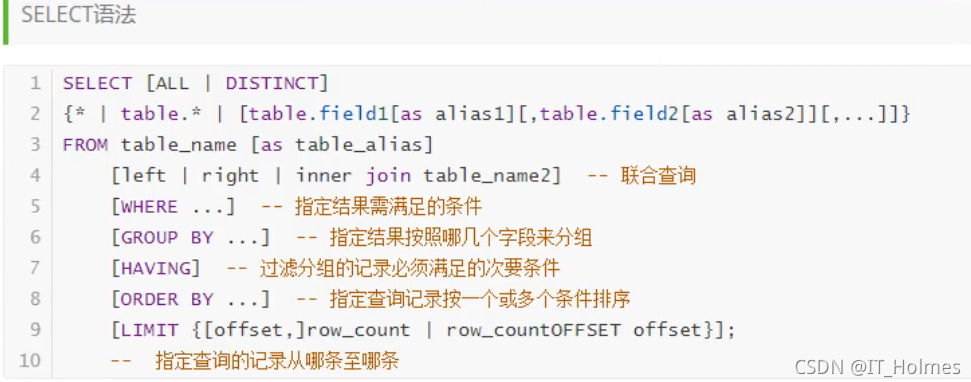 SELECT语法
1 SELECT [ALL | DISTINCT]
2 {* | table.* | [table.field1[as alias1][,table.field2[as alias2]][,...]]}
3 FROM table_name [as table_alias]
4 [left | right | inner join table_name2] -- 联合查询
5 [WHERE ...] -- 指定结果需满足的条件
6 [GROUP BY ...] -- 指定结果按照哪几个字段来分组
7 [HAVING] -- 过滤分组的记录必须满足的次要条件
8 [ORDER BY ...] -- 指定查询记录按一个或多个条件排序
9 [LIMIT {[offset,]row_count | row_countOFFSET offset}];
10 -- 指定查询的记录从哪条至哪条
CSDN @IT_Holmes